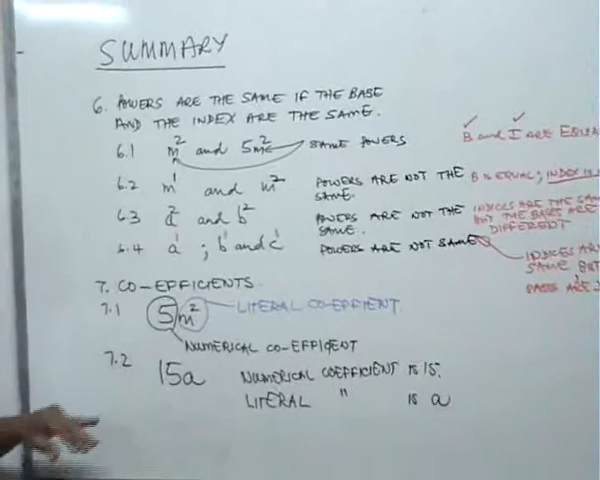 SUMMARY
6. POWERS ARE THE SAME IF THE BASE
AND THE INDEX ARE THE SAME.
6.1 m² and 5m² SAME POWERS
B and I ARE EQUAL
6.2 m¹ and m² POWERS ARE NOT THE SAME.
B IS EQUAL; INDEX IS
6.3 a² and b² POWERS ARE NOT THE SAME.
INDICES ARE THE SAME
BUT THE BASES ARE
DIFFERENT
6.4 a¹ ; b¹ and c¹ POWERS ARE NOT SAME
INDICES ARE
SAME BUT
BASES ARE
7. CO-EFFICIENTS
7.1 5m² LITERAL CO-EFFIENT
NUMERICAL CO-EFFICIENT
7.2 15a NUMERICAL COEFFICIENT IS 15.
LITERAL " IS a